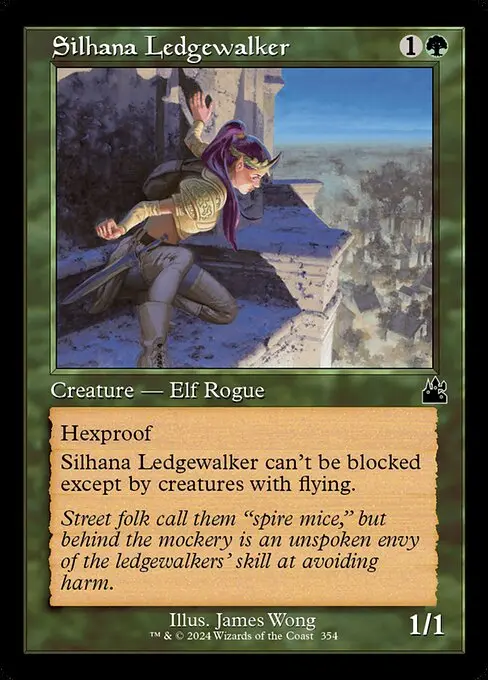 Silhana Ledgewalker 1
Creature — Elf Rogue
Hexproof
Silhana Ledgewalker can't be blocked
except by creatures with flying.
Street folk call them “spire mice,” but
behind the mockery is an unspoken envy
of the ledgewalkers' skill at avoiding
harm.
Illus. James Wong
™ & © 2024 Wizards of the Coast 354
1/1